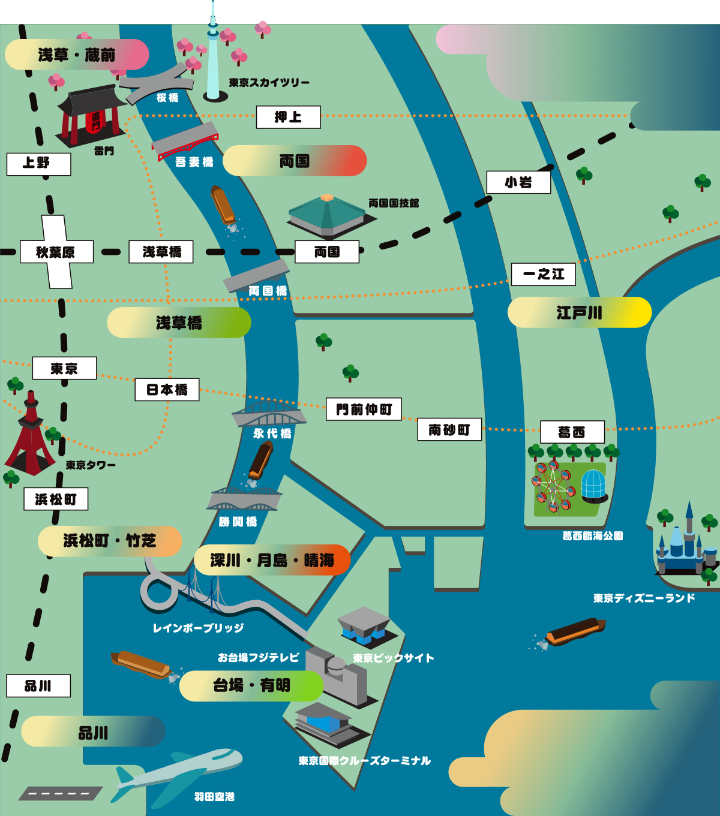 浅草・蔵前
東京スカイツリー
桜橋
押上
雷門
上野
吾妻橋
両国
小岩
両国国技館
秋葉原
浅草橋
両国
一之江
両国橋
浅草橋
江戸川
東京
日本橋
門前仲町
南砂町
葛西
永代橋
東京タワー
浜松町
勝鬨橋
葛西臨海公園
浜松町・竹芝
深川・月島・晴海
東京ディズニーランド
レインボーブリッジ
お台場フジテレビ
東京ビックサイト
品川
台場・有明
品川
東京国際クルーズターミナル
羽田空港